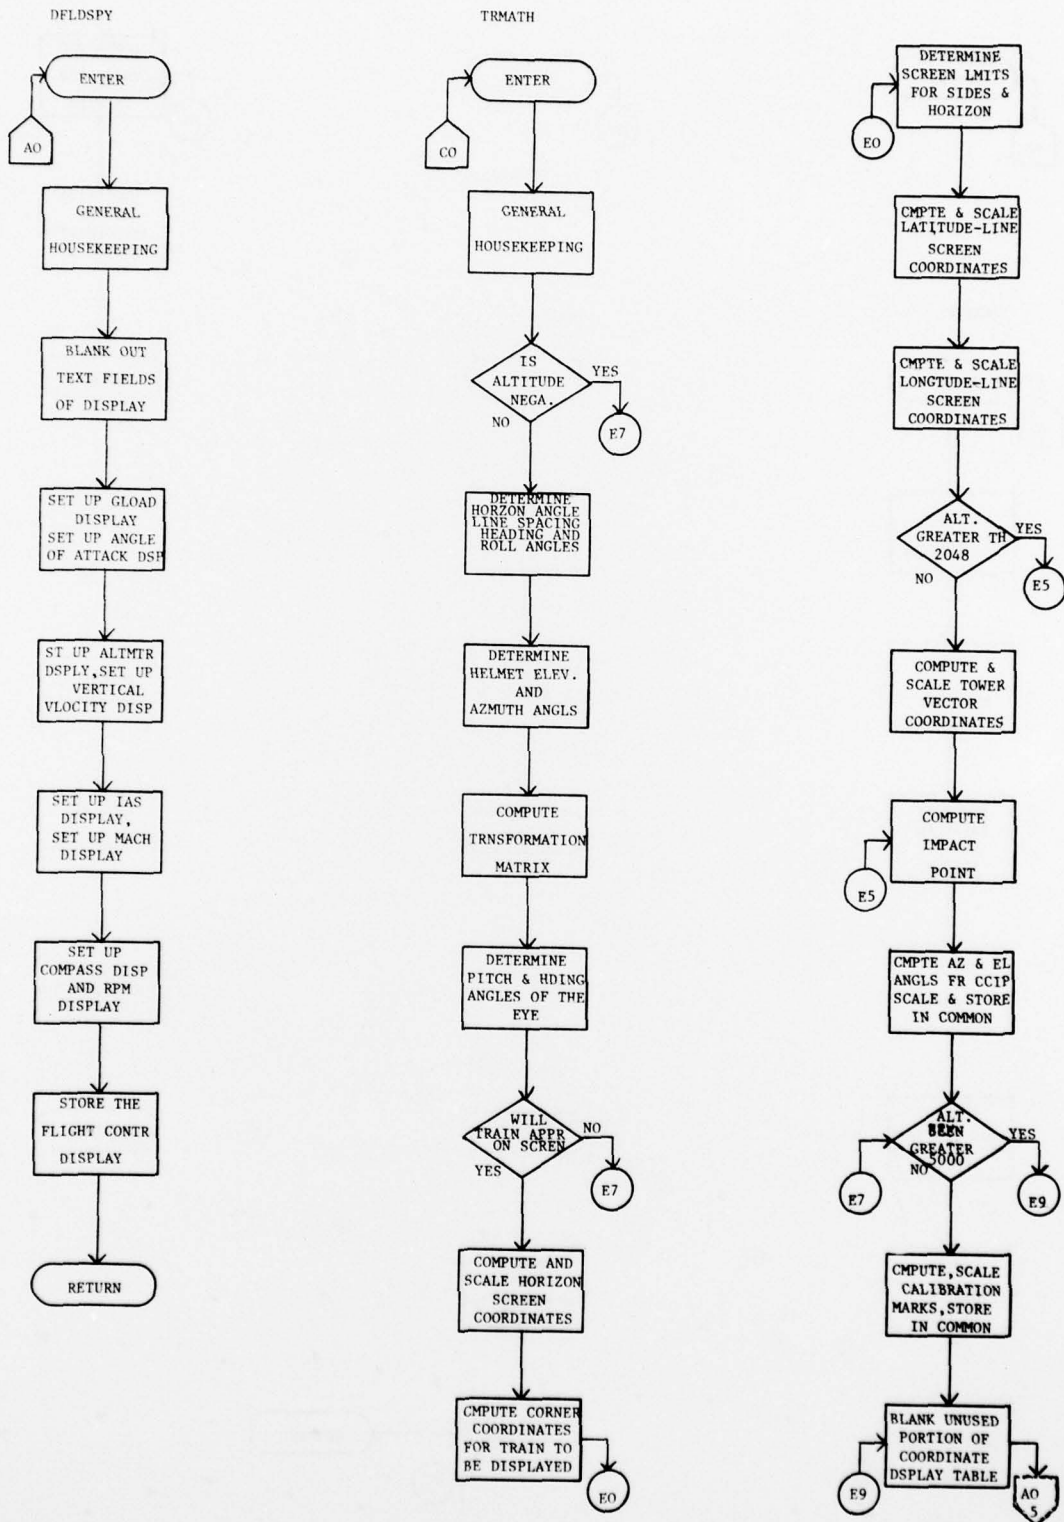 DFLDSPY
ENTER
AO
GENERAL
HOUSEKEEPING
BLANK OUT
TEXT FIELDS
OF DISPLAY
SET UP GLOAD
DISPLAY
SET UP ANGLE
OF ATTACK DSP
ST UP ALTMTR
DSPLY,SET UP
VERTICAL
VLOCITY DISP
SET UP IAS
DISPLAY,
SET UP MACH
DISPLAY
SET UP
COMPASS DISP
AND RPM
DISPLAY
STORE THE
FLIGHT CONTR
DISPLAY
RETURN
TRMATH
ENTER
CO
GENERAL
HOUSEKEEPING
IS
ALTITUDE
NEGA.
YES
NO
E7
DETERMINE
HORZON ANGLE
LINE SPACING
HEADING AND
ROLL ANGLES
DETERMINE
HELMET ELEV.
AND
AZMUTH ANGLS
COMPUTE
TRNSFORMATION
MATRIX
DETERMINE
PITCH & HDING
ANGLES OF THE
EYE
WILL
TRAIN APPR
ON SCREN
NO
YES
E7
COMPUTE AND
SCALE HORIZON
SCREEN
COORDINATES
CMPUTE CORNER
COORDINATES
FOR TRAIN TO
BE DISPLAYED
EO
DETERMINE
SCREEN LMITS
FOR SIDES &
HORIZON
EO
CMPTE & SCALE
LATITUDE-LINE
SCREEN
COORDINATES
CMPTE & SCALE
LONGTUDE-LINE
SCREEN
COORDINATES
ALT.
GREATER TH
2048
YES
NO
E5
COMPUTE &
SCALE TOWER
VECTOR
COORDINATES
COMPUTE
IMPACT
POINT
E5
CMPTE AZ & EL
ANGLS FR CCIP
SCALE & STORE
IN COMMON
ALT.
BEEN
GREATER
5000
YES
NO
E7
E9
CMPUTE,SCALE
CALIBRATION
MARKS,STORE
IN COMMON
BLANK UNUSED
PORTION OF
COORDINATE
DSPLAY TABLE
E9
AO
5